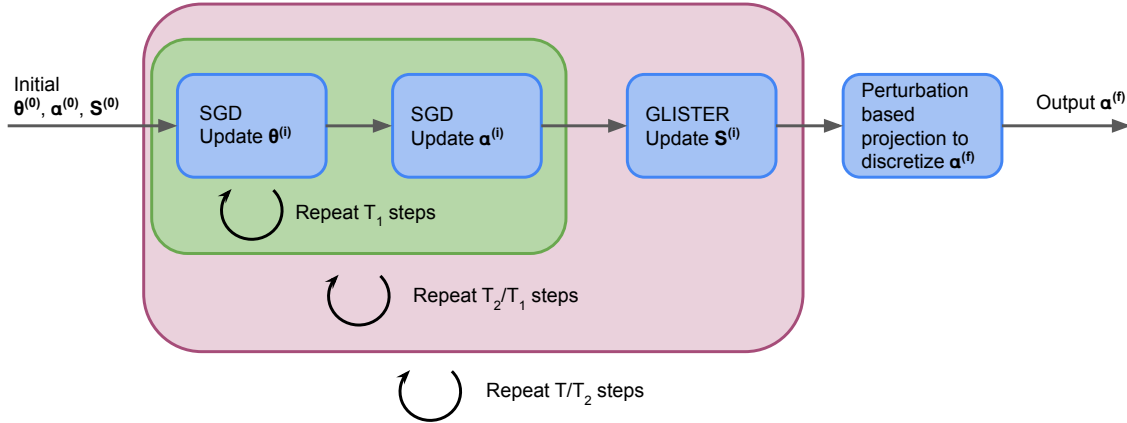 Initial
θ⁽⁰⁾, α⁽⁰⁾, S⁽⁰⁾
SGD
Update θ⁽ⁱ⁾
SGD
Update α⁽ⁱ⁾
GLISTER
Update S⁽ⁱ⁾
Perturbation
based
projection to
discretize α⁽ᶠ⁾
Output α⁽ᶠ⁾
Repeat T₁ steps
Repeat T₂/T₁ steps
Repeat T/T₂ steps